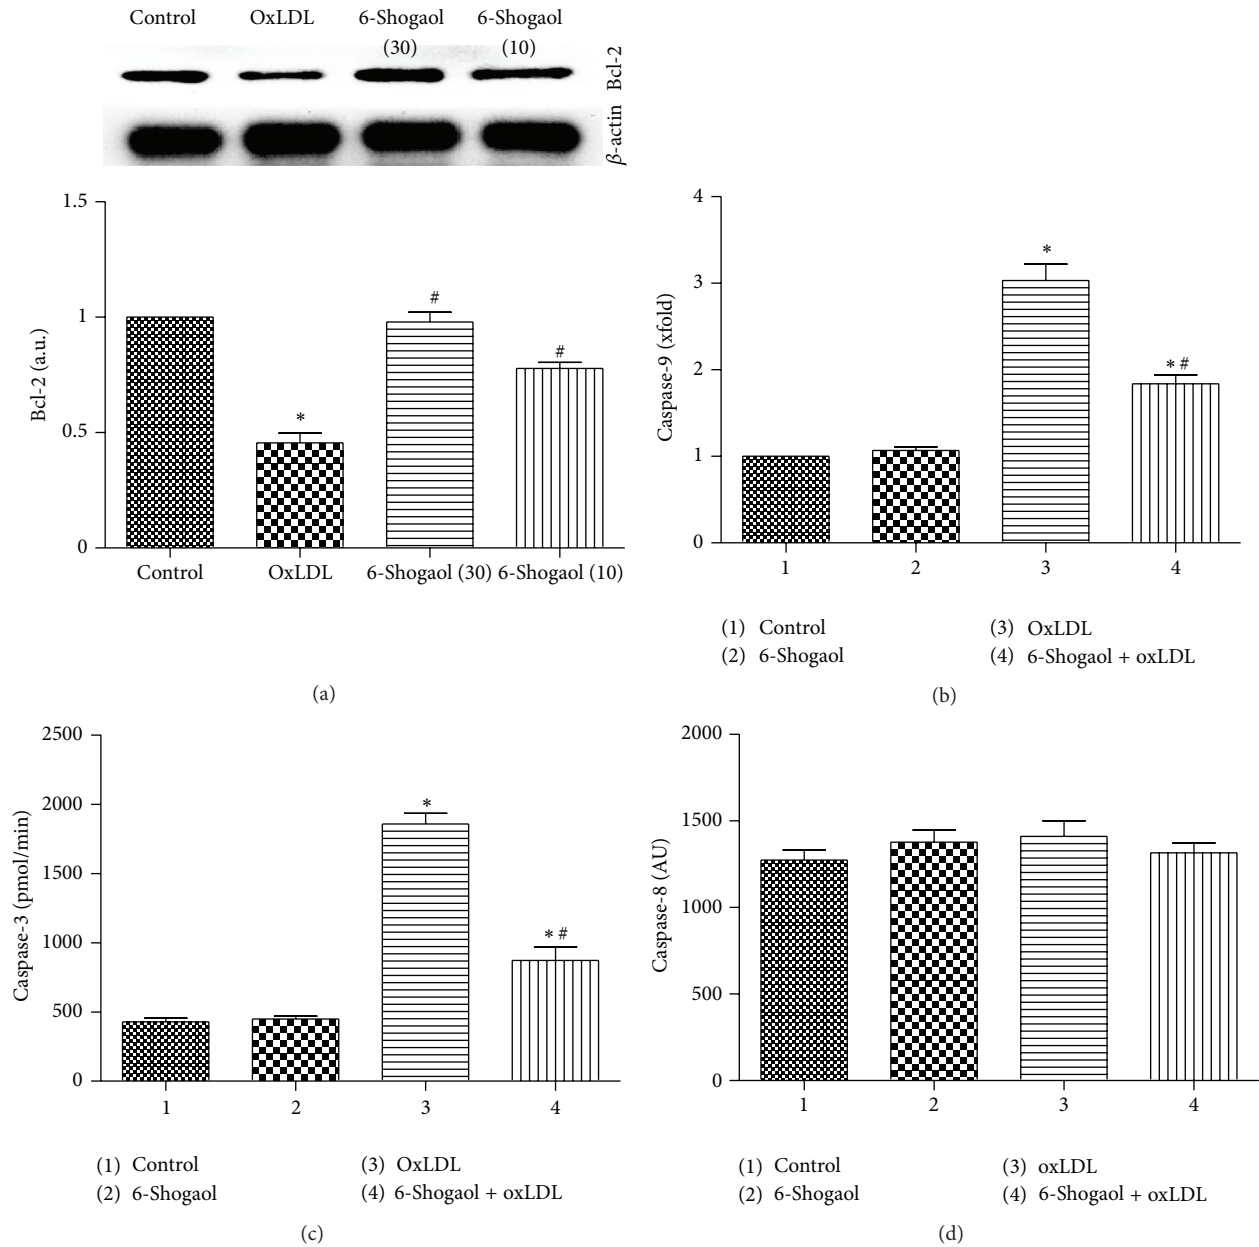 Control OxLDL 6-Shogaol (30) 6-Shogaol (10)
Bcl-2
β-actin
Bcl-2 (a.u.)
1.5
1
0.5
0
* # #
Control OxLDL 6-Shogaol (30) 6-Shogaol (10)
(a)
Caspase-9 (xfold)
4
3
2
1
0
* * #
1 2 3 4
(1) Control (3) OxLDL
(2) 6-Shogaol (4) 6-Shogaol + oxLDL
(b)
Caspase-3 (pmol/min)
2500
2000
1500
1000
500
0
* * #
1 2 3 4
(1) Control (3) OxLDL
(2) 6-Shogaol (4) 6-Shogaol + oxLDL
(c)
Caspase-8 (AU)
2000
1500
1000
500
0
1 2 3 4
(1) Control (3) oxLDL
(2) 6-Shogaol (4) 6-Shogaol + oxLDL
(d)